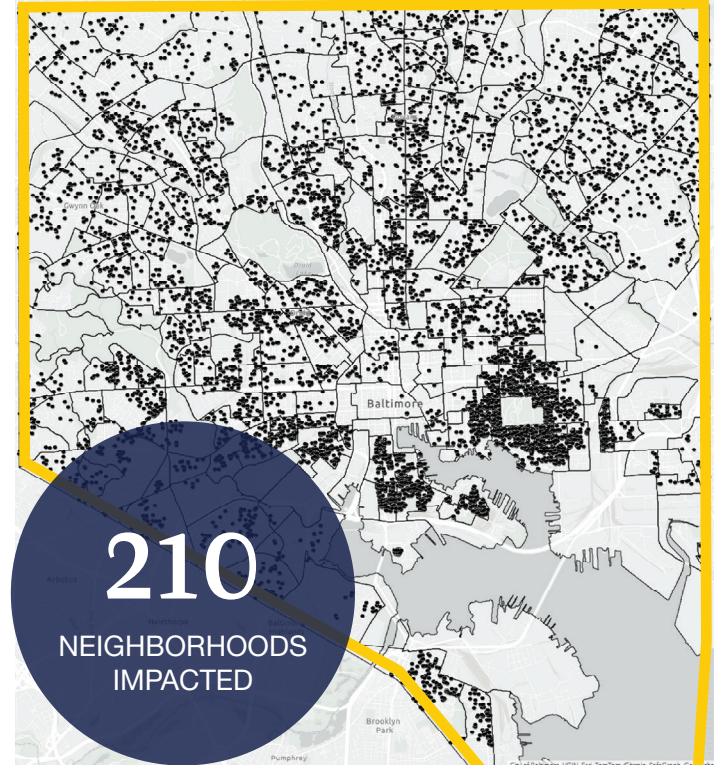 Gwynn Oak
Baltimore
210
NEIGHBORHOODS
IMPACTED
Arbutus
Brooklyn
Park
Pumphrey